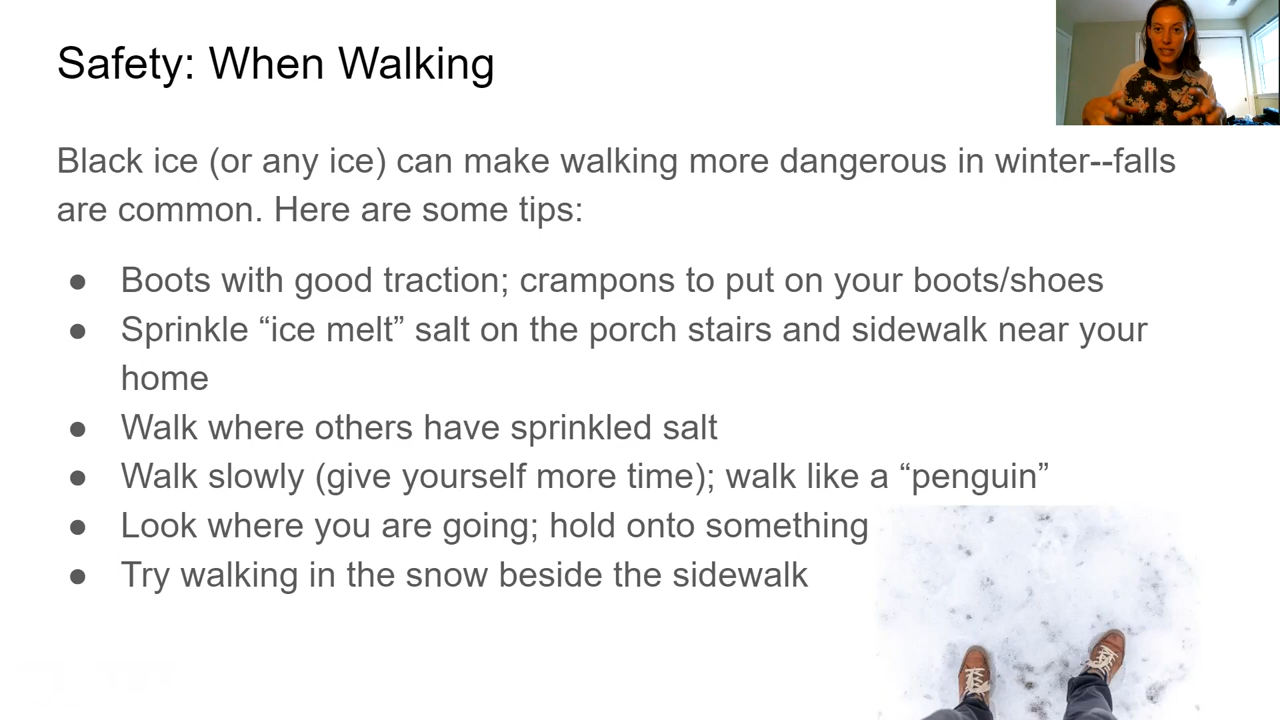 Safety: When Walking
Black ice (or any ice) can make walking more dangerous in winter--falls
are common. Here are some tips:
● Boots with good traction; crampons to put on your boots/shoes
● Sprinkle “ice melt” salt on the porch stairs and sidewalk near your
home
● Walk where others have sprinkled salt
● Walk slowly (give yourself more time); walk like a “penguin”
● Look where you are going; hold onto something
● Try walking in the snow beside the sidewalk